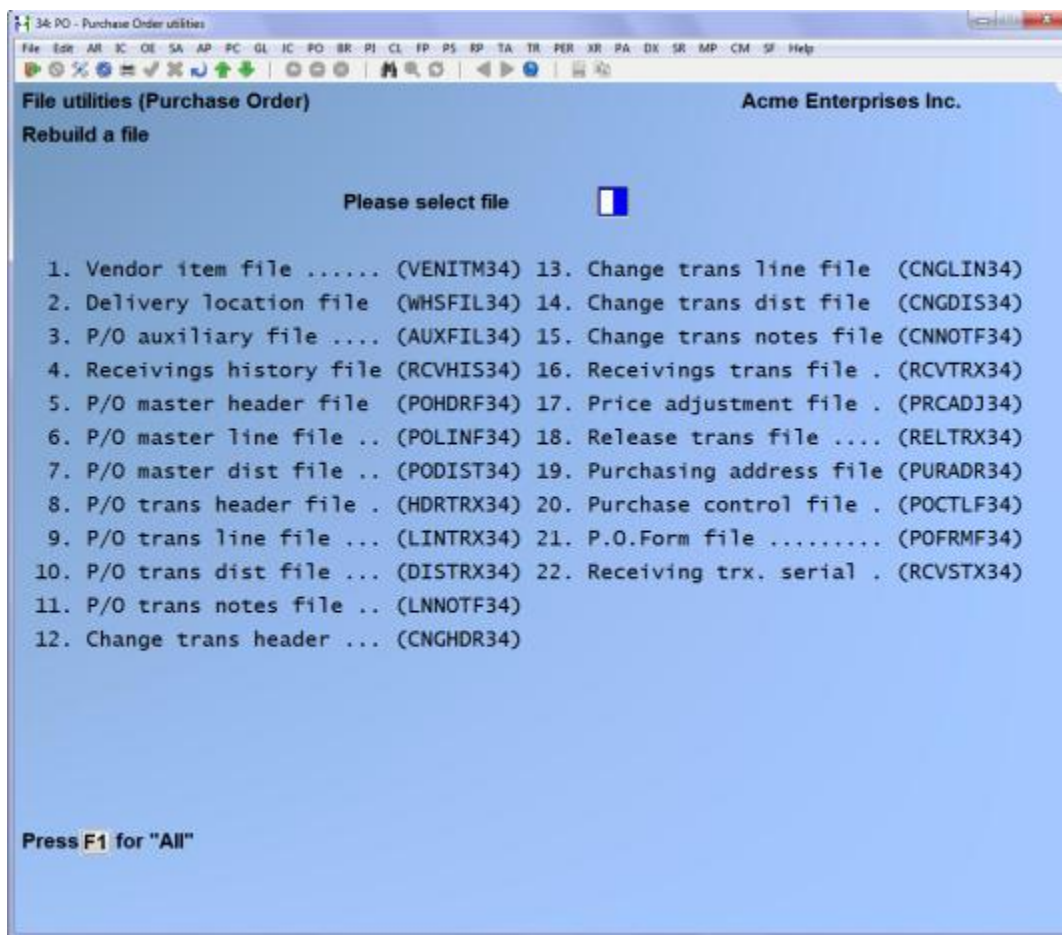 34: PO - Purchase Order utilities
File Edit AR IC OE SA AP PC GL IC PO BR PI CL FP PS RP TA TR PER XR PA DX SR MP CM SF Help
File utilities (Purchase Order) Acme Enterprises Inc.
Rebuild a file
Please select file
1. Vendor item file ...... (VENITM34) 13. Change trans line file (CNGLIN34)
2. Delivery location file (WHSFIL34) 14. Change trans dist file (CNGDIS34)
3. P/O auxiliary file .... (AUXFIL34) 15. Change trans notes file (CNNOTF34)
4. Receivings history file (RCVHIS34) 16. Receivings trans file . (RCVTRX34)
5. P/O master header file (POHDRF34) 17. Price adjustment file . (PRCADJ34)
6. P/O master line file .. (POLINF34) 18. Release trans file .... (RELTRX34)
7. P/O master dist file .. (PODIST34) 19. Purchasing address file (PURADR34)
8. P/O trans header file . (HDRTRX34) 20. Purchase control file . (POCTLF34)
9. P/O trans line file ... (LINTRX34) 21. P.O.Form file ......... (POFRMF34)
10. P/O trans dist file ... (DISTRX34) 22. Receiving trx. serial . (RCVSTX34)
11. P/O trans notes file .. (LNNOTF34)
12. Change trans header ... (CNGHDR34)
Press F1 for "All"